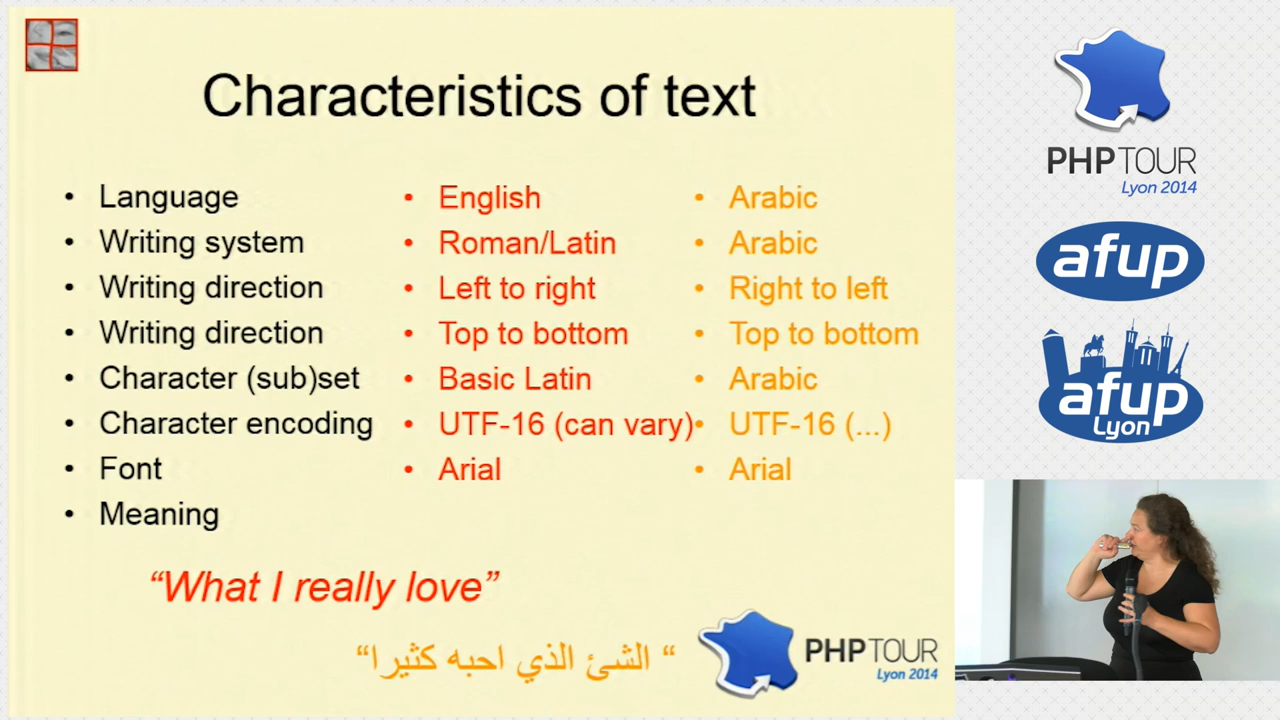 Characteristics of text
• Language
• Writing system
• Writing direction
• Writing direction
• Character (sub)set
• Character encoding
• Font
• Meaning
• English
• Roman/Latin
• Left to right
• Top to bottom
• Basic Latin
• UTF-16 (can vary)
• Arial
• Arabic
• Arabic
• Right to left
• Top to bottom
• Arabic
• UTF-16 (...)
• Arial
“What I really love”
“ الشئ الذي احبه كثيرا“
PHPTOUR
Lyon 2014
PHPTOUR
Lyon 2014
afup
afup
Lyon